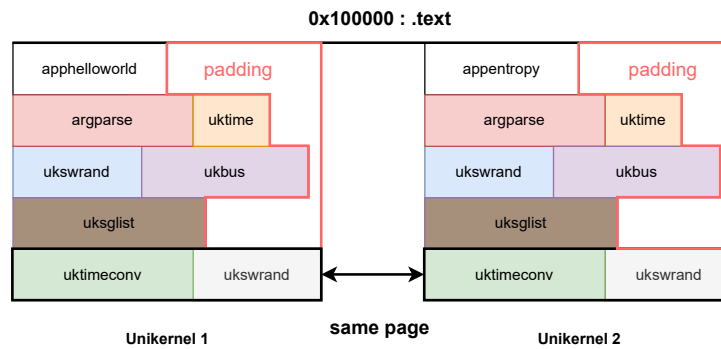 0x100000 : .text
apphelloworld padding appentropy padding
argparse uktime argparse uktime
ukswrand ukbus ukswrand ukbus
uksglist uksglist
uktimeconv ukswrand uktimeconv ukswrand
Unikernel 1 same page Unikernel 2